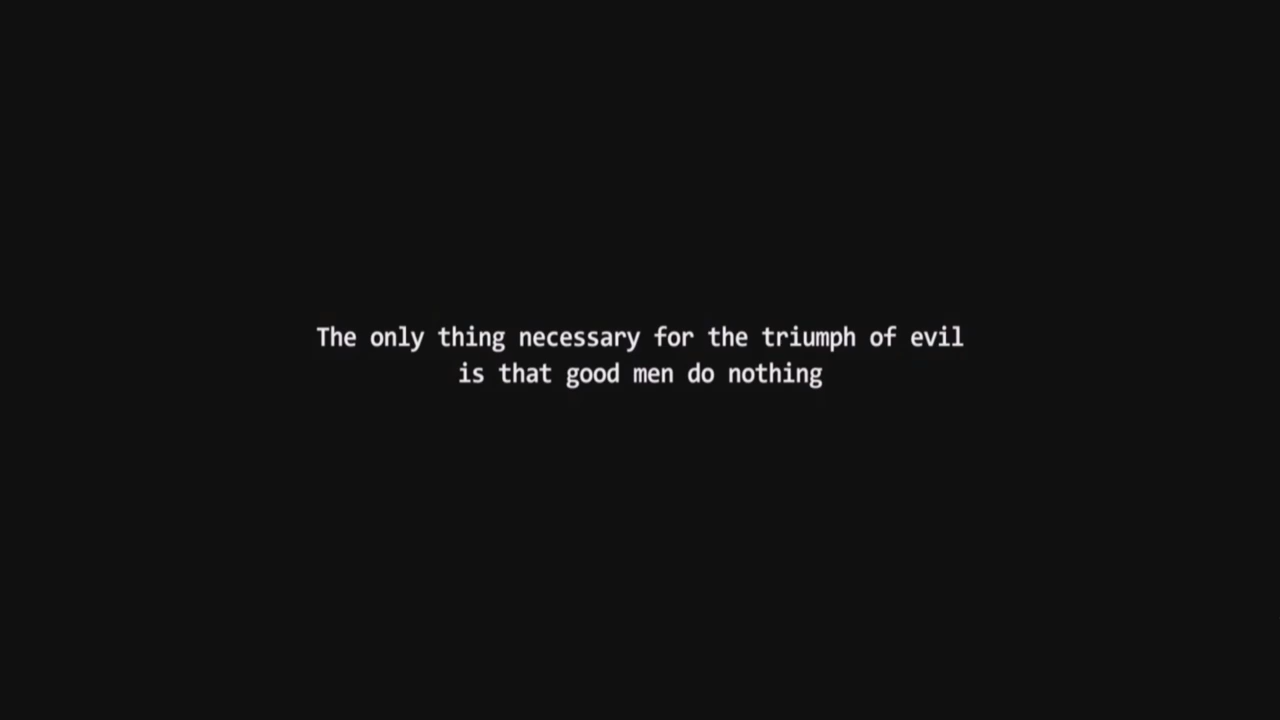 The only thing necessary for the triumph of evil
is that good men do nothing